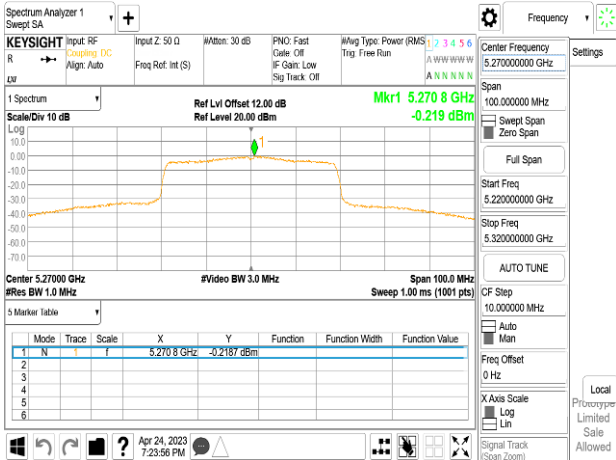 Spectrum Analyzer 1
Swept SA
+
Frequency
KEYSIGHT
R
Input: RF
Coupling: DC
Align: Auto
Input Z: 50 Ω
Freq Ref: Int (S)
#Atten: 30 dB
PNO: Fast
Gate: Off
IF Gain: Low
Sig Track: Off
#Avg Type: Power (RMS
Trig: Free Run
1 2 3 4 5 6
A W W W W W
A N N N N N
Center Frequency
5.270000000 GHz
Settings
Span
100.000000 MHz
Swept Span
Zero Span
Full Span
Start Freq
5.220000000 GHz
Stop Freq
5.320000000 GHz
AUTO TUNE
CF Step
10.000000 MHz
Auto
Man
Freq Offset
0 Hz
X Axis Scale
Log
Lin
Signal Track
(Span Zoom)
Local
Prototype
Limited
Sale
Allowed
1 Spectrum
Scale/Div 10 dB
Log
Ref Lvl Offset 12.00 dB
Ref Level 20.00 dBm
Mkr1 5.270 8 GHz
-0.219 dBm
1
10.0
0.00
-10.0
-20.0
-30.0
-40.0
-50.0
-60.0
-70.0
Center 5.27000 GHz
#Res BW 1.0 MHz
#Video BW 3.0 MHz
Span 100.0 MHz
Sweep 1.00 ms (1001 pts)
5 Marker Table
Mode Trace Scale X Y Function Function Width Function Value
1 N 1 f 5.270 8 GHz -0.2187 dBm
2
3
4
5
6
?
Apr 24, 2023
7:23:56 PM